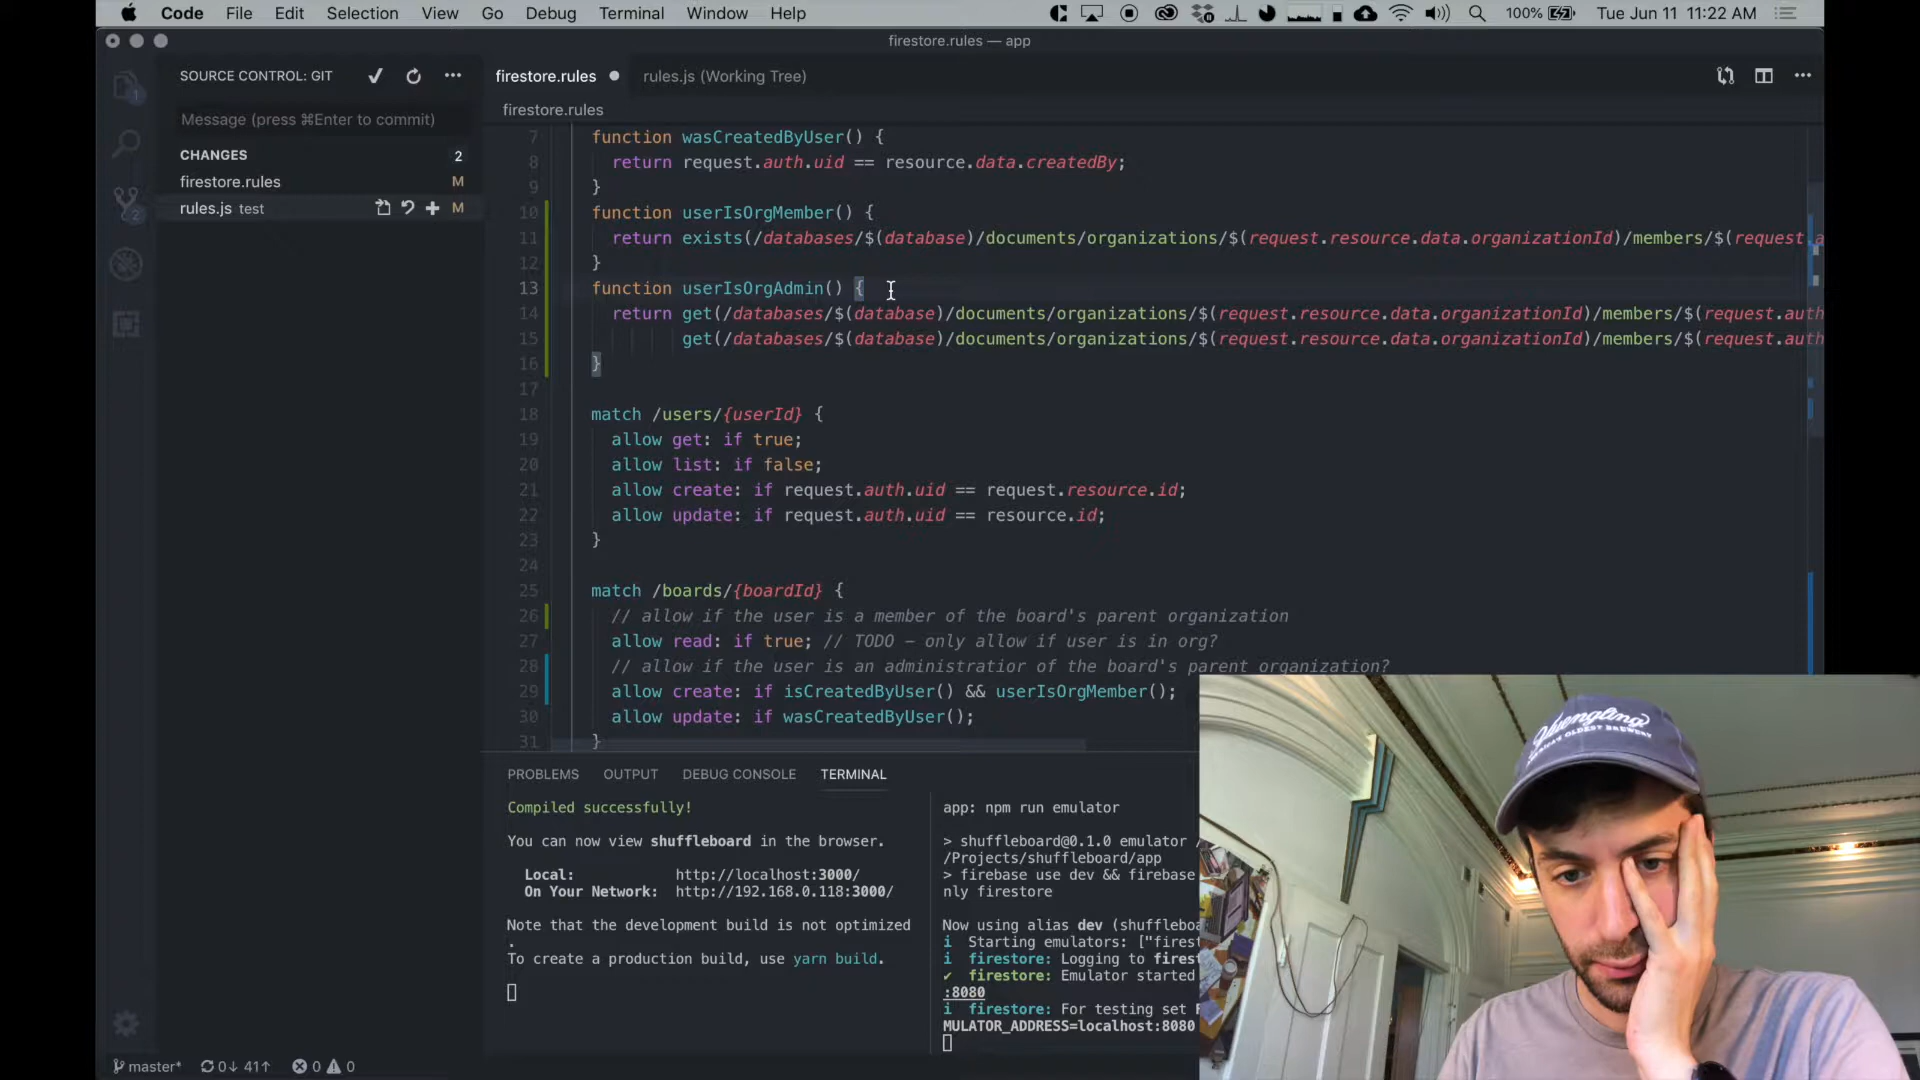 Code File Edit Selection View Go Debug Terminal Window Help 100% Tue Jun 11 11:22 AM
firestore.rules — app
SOURCE CONTROL: GIT
firestore.rules rules.js (Working Tree)
Message (press ⌘Enter to commit)
firestore.rules
CHANGES 2
firestore.rules M
rules.js test M
7 function wasCreatedByUser() {
8 return request.auth.uid == resource.data.createdBy;
9 }
10 function userIsOrgMember() {
11 return exists(/databases/$(database)/documents/organizations/$(request.resource.data.organizationId)/members/$(request.a
12 }
13 function userIsOrgAdmin() {
14 return get(/databases/$(database)/documents/organizations/$(request.resource.data.organizationId)/members/$(request.auth
15 get(/databases/$(database)/documents/organizations/$(request.resource.data.organizationId)/members/$(request.auth
16 }
17
18 match /users/{userId} {
19 allow get: if true;
20 allow list: if false;
21 allow create: if request.auth.uid == request.resource.id;
22 allow update: if request.auth.uid == resource.id;
23 }
24
25 match /boards/{boardId} {
26 // allow if the user is a member of the board's parent organization
27 allow read: if true; // TODO – only allow if user is in org?
28 // allow if the user is an administratior of the board's parent organization?
29 allow create: if isCreatedByUser() && userIsOrgMember();
30 allow update: if wasCreatedByUser();
31 }
PROBLEMS OUTPUT DEBUG CONSOLE TERMINAL
Compiled successfully!
You can now view shuffleboard in the browser.
Local: http://localhost:3000/
On Your Network: http://192.168.0.118:3000/
Note that the development build is not optimized
.
To create a production build, use yarn build.
app: npm run emulator
> shuffleboard@0.1.0 emulator /
/Projects/shuffleboard/app
> firebase use dev && firebase
nly firestore
Now using alias dev (shuffleboa
i Starting emulators: ["firest
i firestore: Logging to firest
✔ firestore: Emulator started
:8080
i firestore: For testing set F
MULATOR_ADDRESS=localhost:8080
Yuengling
AMERICA'S OLDEST BREWERY
master* 0↓ 41↑ 0 0